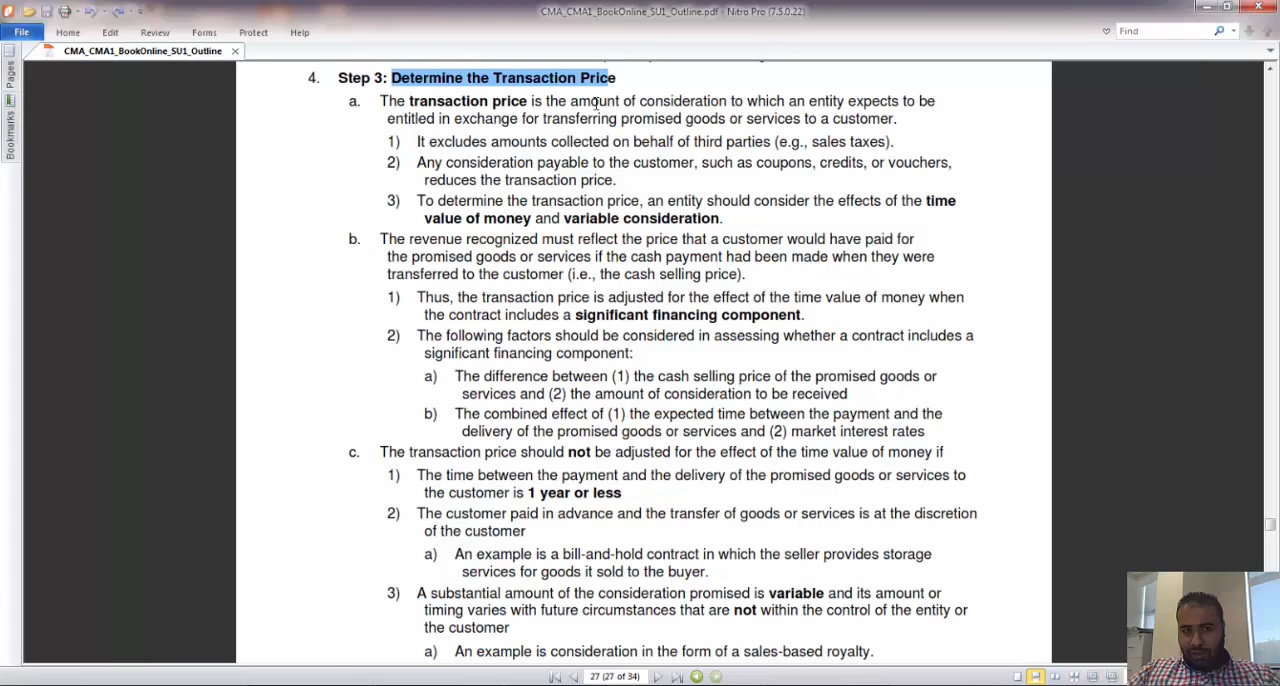 CMA_CMA1_BookOnline_SU1_Outline.pdf - Nitro Pro (7.5.0.22)
File Home Edit Review Forms Protect Help
Find
CMA_CMA1_BookOnline_SU1_Outline
Pages
Bookmarks
4. Step 3: Determine the Transaction Price
a. The transaction price is the amount of consideration to which an entity expects to be
entitled in exchange for transferring promised goods or services to a customer.
1) It excludes amounts collected on behalf of third parties (e.g., sales taxes).
2) Any consideration payable to the customer, such as coupons, credits, or vouchers,
reduces the transaction price.
3) To determine the transaction price, an entity should consider the effects of the time
value of money and variable consideration.
b. The revenue recognized must reflect the price that a customer would have paid for
the promised goods or services if the cash payment had been made when they were
transferred to the customer (i.e., the cash selling price).
1) Thus, the transaction price is adjusted for the effect of the time value of money when
the contract includes a significant financing component.
2) The following factors should be considered in assessing whether a contract includes a
significant financing component:
a) The difference between (1) the cash selling price of the promised goods or
services and (2) the amount of consideration to be received
b) The combined effect of (1) the expected time between the payment and the
delivery of the promised goods or services and (2) market interest rates
c. The transaction price should not be adjusted for the effect of the time value of money if
1) The time between the payment and the delivery of the promised goods or services to
the customer is 1 year or less
2) The customer paid in advance and the transfer of goods or services is at the discretion
of the customer
a) An example is a bill-and-hold contract in which the seller provides storage
services for goods it sold to the buyer.
3) A substantial amount of the consideration promised is variable and its amount or
timing varies with future circumstances that are not within the control of the entity or
the customer
a) An example is consideration in the form of a sales-based royalty.
27 (27 of 34)